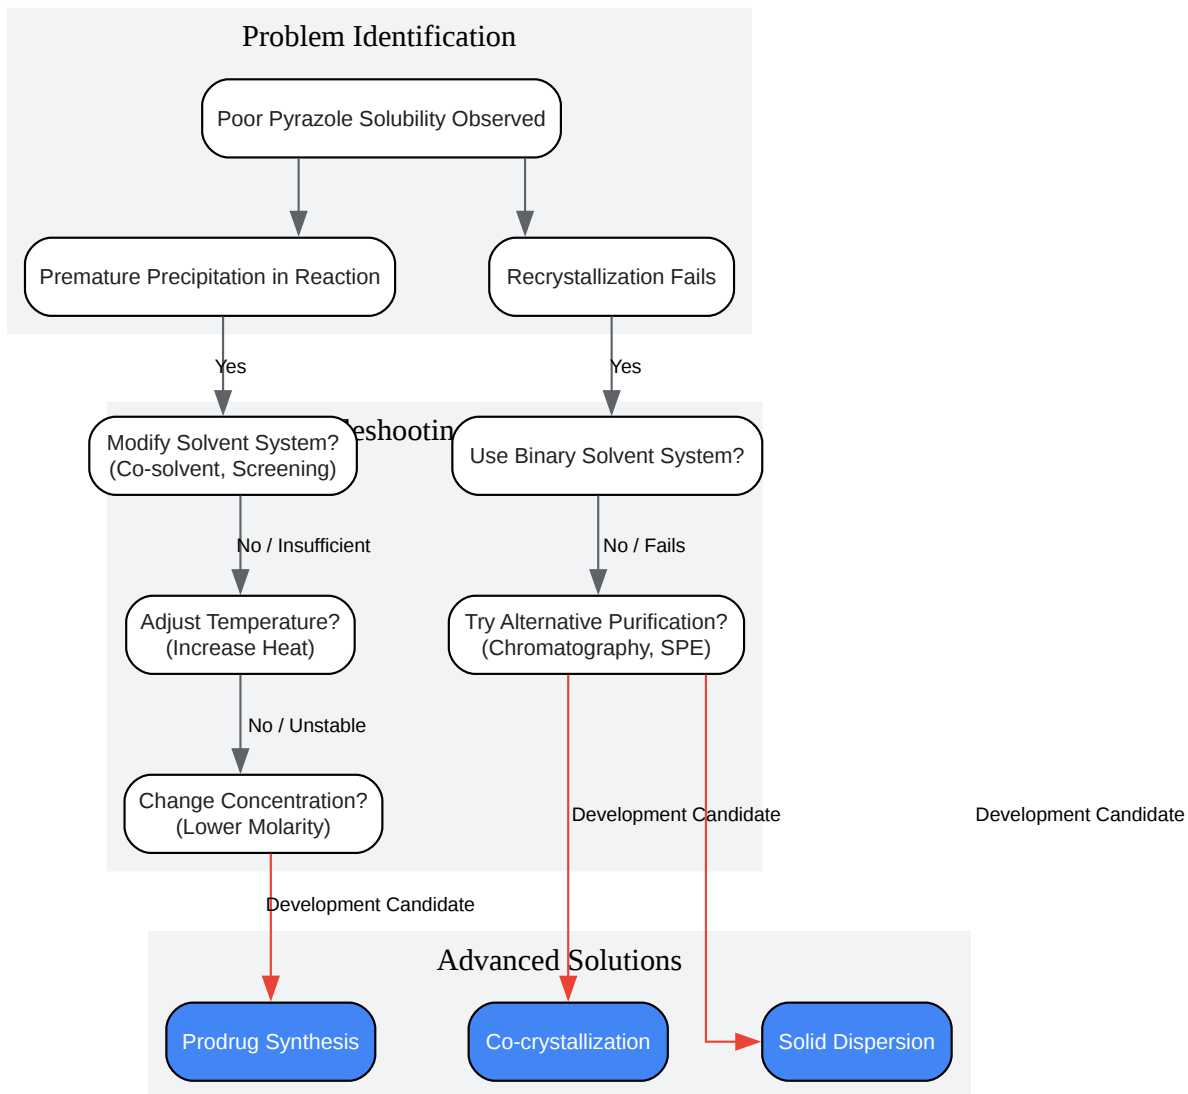 Problem Identification
Poor Pyrazole Solubility Observed
Premature Precipitation in Reaction
Recrystallization Fails
Yes
Yes
Modify Solvent System?
(Co-solvent, Screening)
Use Binary Solvent System?
No / Insufficient
No / Fails
Adjust Temperature?
(Increase Heat)
Try Alternative Purification?
(Chromatography, SPE)
No / Unstable
Change Concentration?
(Lower Molarity)
Development Candidate
Development Candidate
Development Candidate
Advanced Solutions
Prodrug Synthesis
Co-crystallization
Solid Dispersion